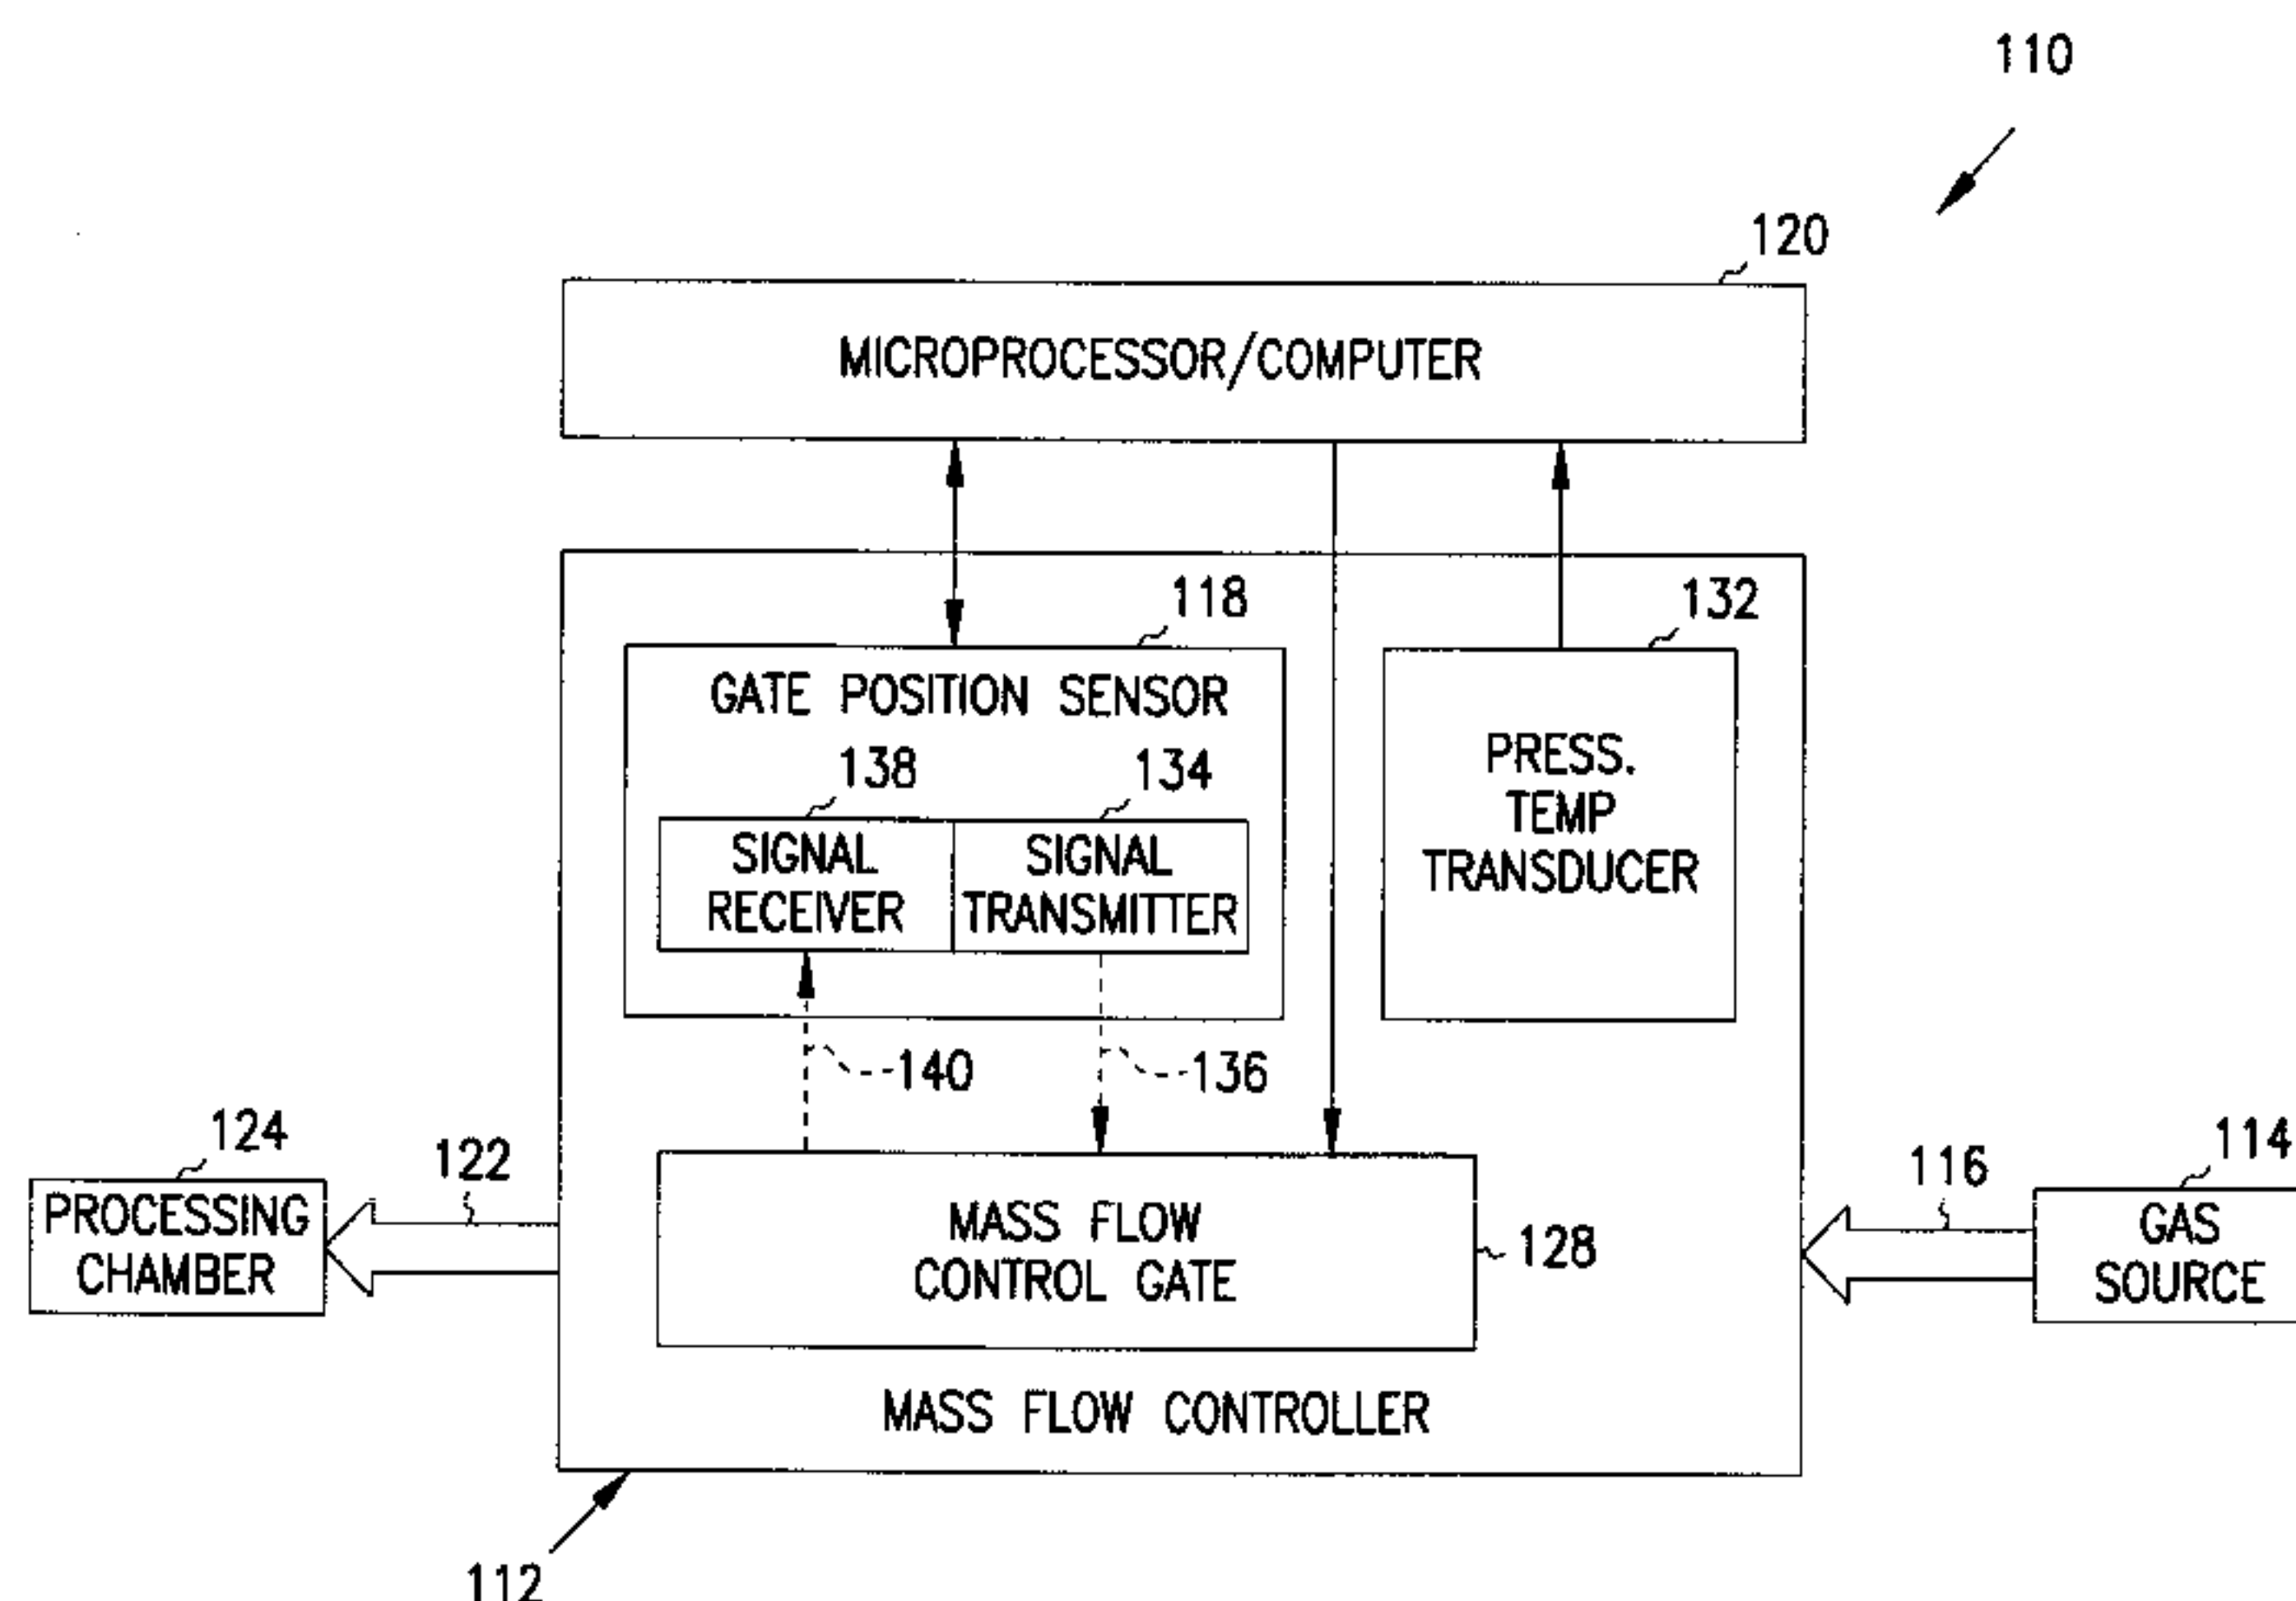 110
120
MICROPROCESSOR/COMPUTER
118
132
GATE POSITION SENSOR
138
134
SIGNAL
RECEIVER
SIGNAL
TRANSMITTER
PRESS.
TEMP
TRANSDUCER
140
136
124
122
PROCESSING
CHAMBER
MASS FLOW
CONTROL GATE
128
116
114
GAS
SOURCE
MASS FLOW CONTROLLER
112